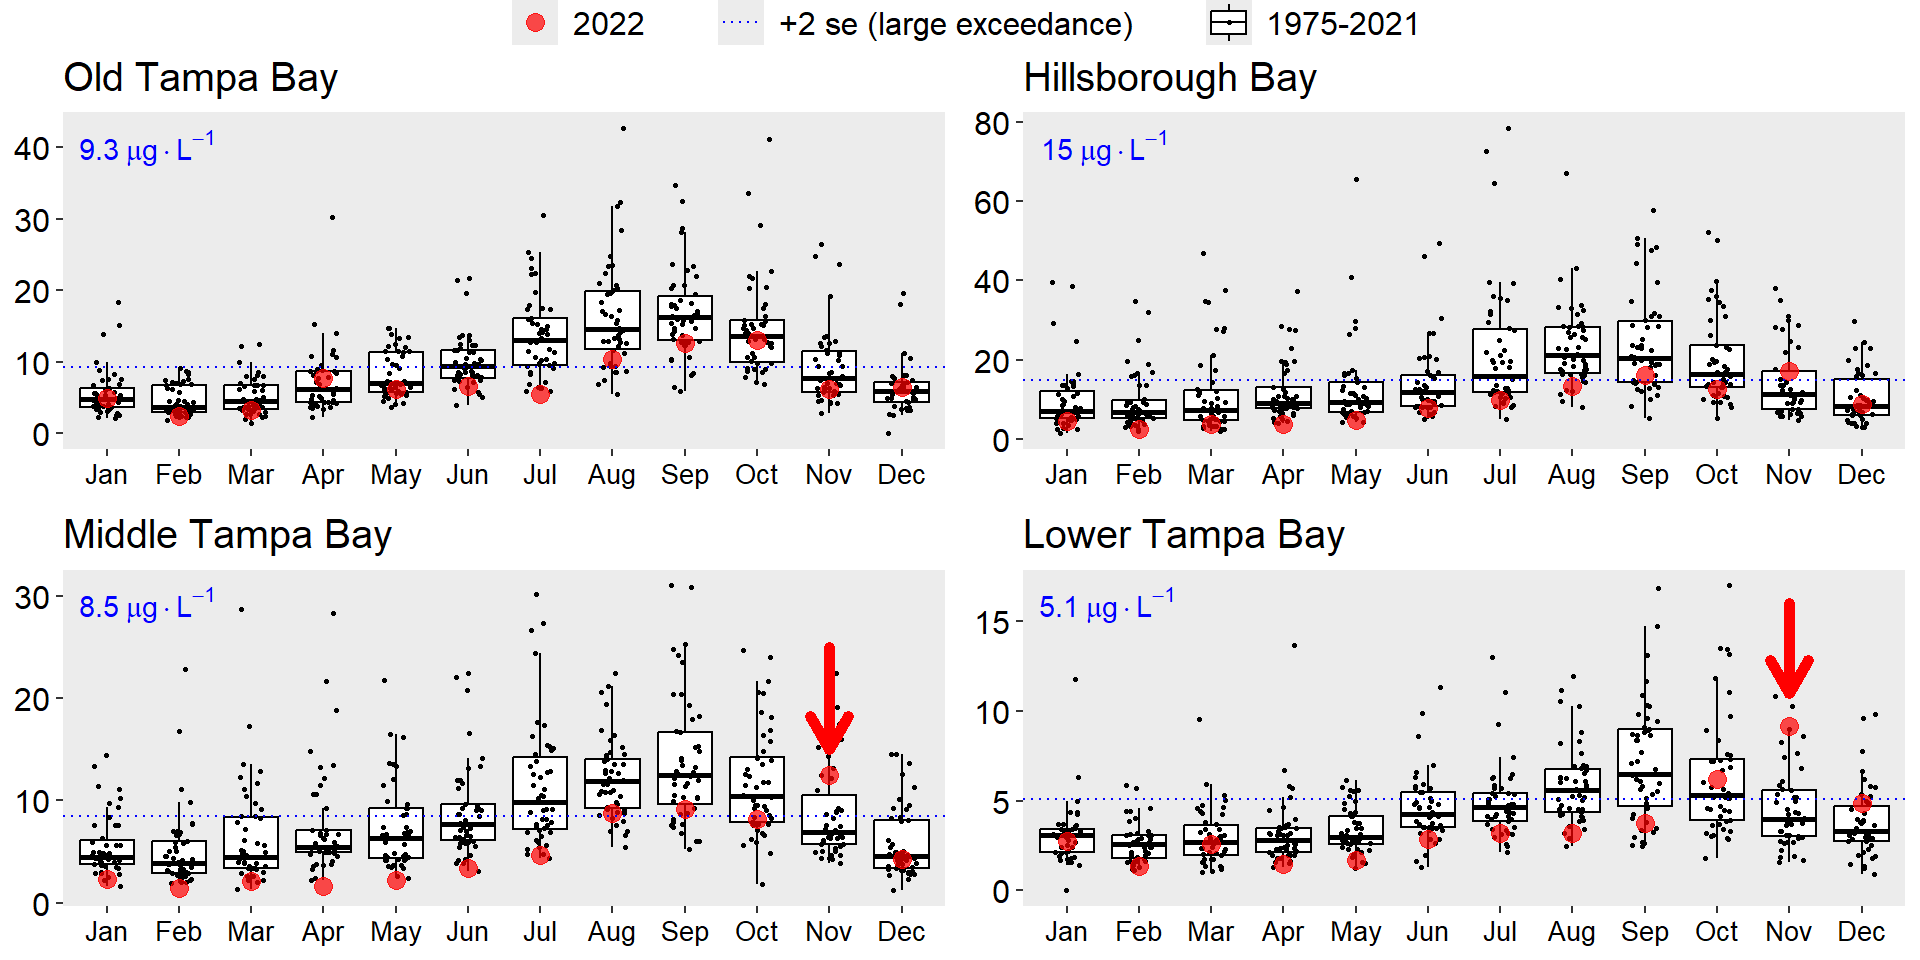 2022 +2 se (large exceedance) 1975-2021
Old Tampa Bay
9.3 μg·L⁻¹
40
30
20
10
0
Jan Feb Mar Apr May Jun Jul Aug Sep Oct Nov Dec
Hillsborough Bay
15 μg·L⁻¹
80
60
40
20
0
Jan Feb Mar Apr May Jun Jul Aug Sep Oct Nov Dec
Middle Tampa Bay
8.5 μg·L⁻¹
30
20
10
0
Jan Feb Mar Apr May Jun Jul Aug Sep Oct Nov Dec
Lower Tampa Bay
5.1 μg·L⁻¹
15
10
5
0
Jan Feb Mar Apr May Jun Jul Aug Sep Oct Nov Dec